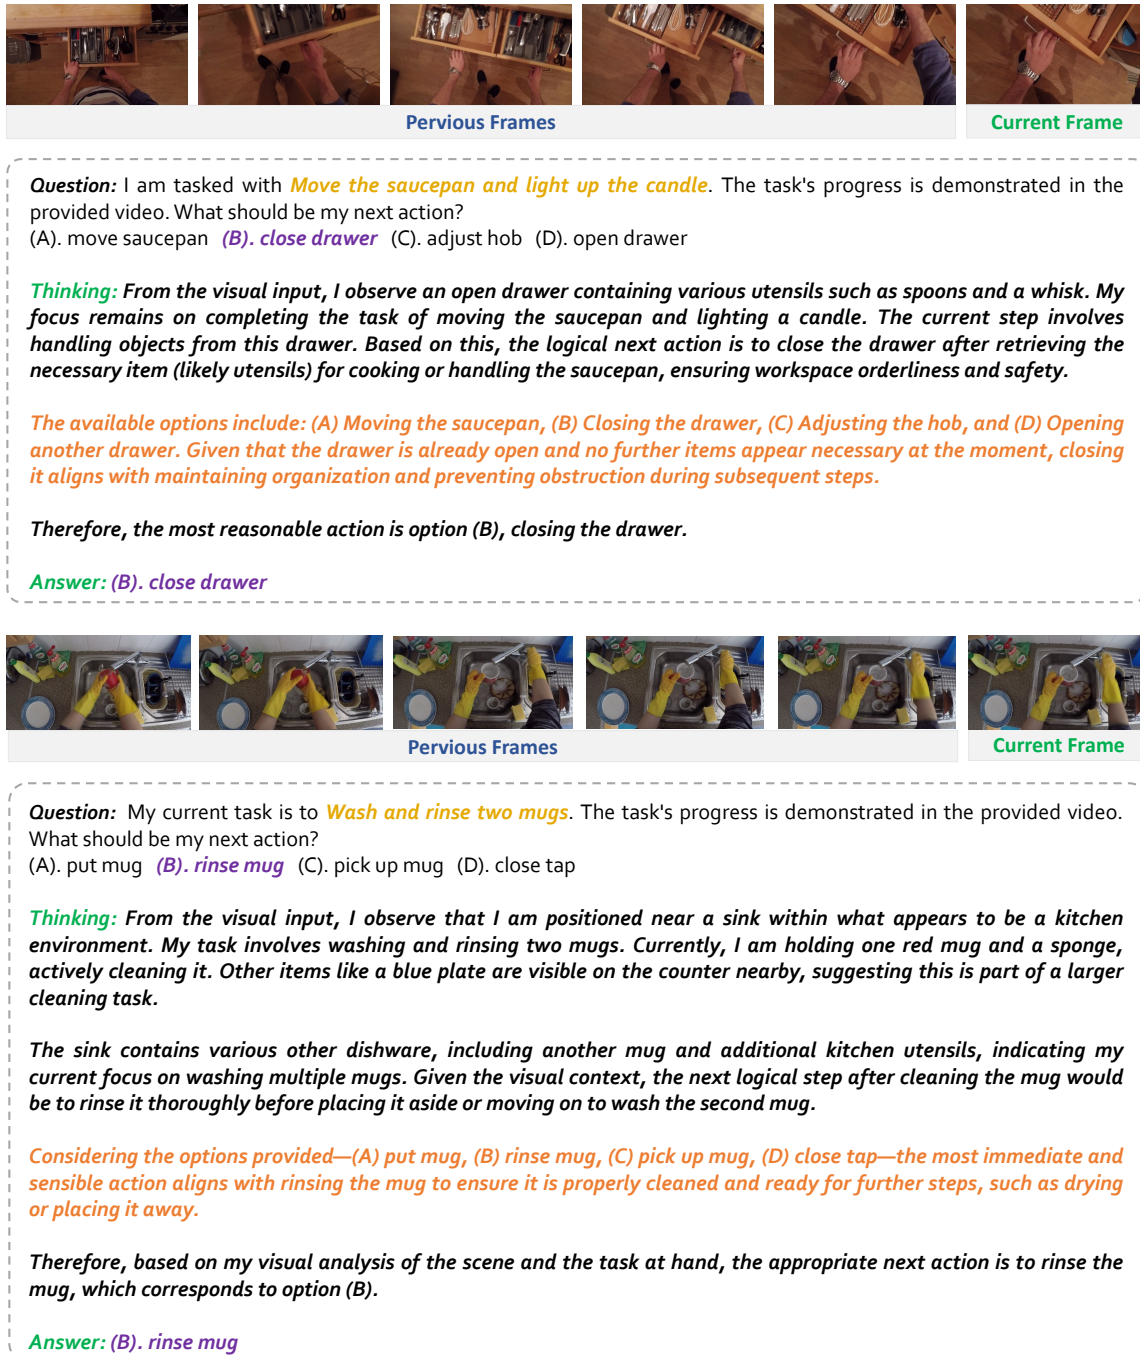 Pervious Frames
Current Frame
Question: I am tasked with Move the saucepan and light up the candle. The task's progress is demonstrated in the
provided video. What should be my next action?
(A). move saucepan (B). close drawer (C). adjust hob (D). open drawer
Thinking: From the visual input, I observe an open drawer containing various utensils such as spoons and a whisk. My
focus remains on completing the task of moving the saucepan and lighting a candle. The current step involves
handling objects from this drawer. Based on this, the logical next action is to close the drawer after retrieving the
necessary item (likely utensils) for cooking or handling the saucepan, ensuring workspace orderliness and safety.
The available options include: (A) Moving the saucepan, (B) Closing the drawer, (C) Adjusting the hob, and (D) Opening
another drawer. Given that the drawer is already open and no further items appear necessary at the moment, closing
it aligns with maintaining organization and preventing obstruction during subsequent steps.
Therefore, the most reasonable action is option (B), closing the drawer.
Answer: (B). close drawer
Pervious Frames
Current Frame
Question: My current task is to Wash and rinse two mugs. The task's progress is demonstrated in the provided video.
What should be my next action?
(A). put mug (B). rinse mug (C). pick up mug (D). close tap
Thinking: From the visual input, I observe that I am positioned near a sink within what appears to be a kitchen
environment. My task involves washing and rinsing two mugs. Currently, I am holding one red mug and a sponge,
actively cleaning it. Other items like a blue plate are visible on the counter nearby, suggesting this is part of a larger
cleaning task.
The sink contains various other dishware, including another mug and additional kitchen utensils, indicating my
current focus on washing multiple mugs. Given the visual context, the next logical step after cleaning the mug would
be to rinse it thoroughly before placing it aside or moving on to wash the second mug.
Considering the options provided—(A) put mug, (B) rinse mug, (C) pick up mug, (D) close tap—the most immediate and
sensible action aligns with rinsing the mug to ensure it is properly cleaned and ready for further steps, such as drying
or placing it away.
Therefore, based on my visual analysis of the scene and the task at hand, the appropriate next action is to rinse the
mug, which corresponds to option (B).
Answer: (B). rinse mug